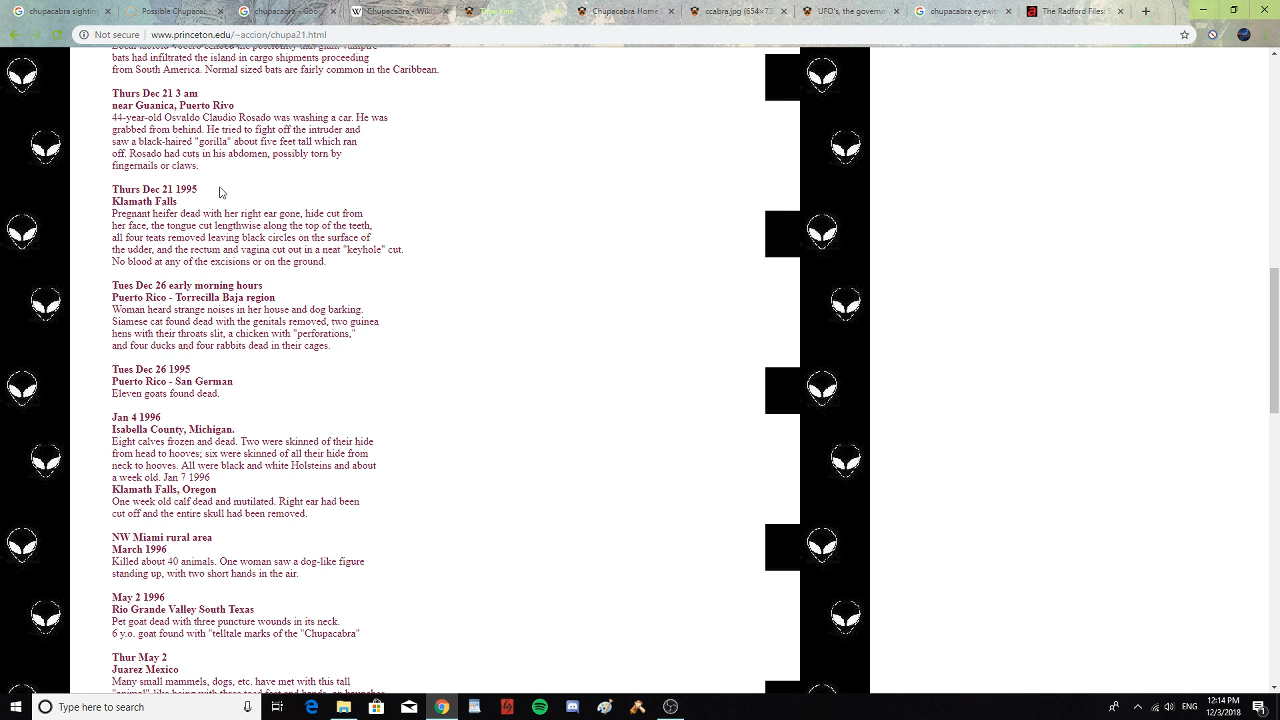 chupacabra sighting
Possible Chupacab
chupacabra - Goo
Chupacabra - Wiki
Time Line
Chupacabra Home
ccabra.jpg (654×73
UFO's, the governm
chupacabra eyewitn
The Radford Files: S
Not secure
www.princeton.edu/~accion/chupa21.html
bats had infiltrated the island in cargo shipments proceeding
from South America. Normal sized bats are fairly common in the Caribbean.
Thurs Dec 21 3 am
near Guanica, Puerto Rivo
44-year-old Osvaldo Claudio Rosado was washing a car. He was
grabbed from behind. He tried to fight off the intruder and
saw a black-haired "gorilla" about five feet tall which ran
off. Rosado had cuts in his abdomen, possibly torn by
fingernails or claws.
Thurs Dec 21 1995
Klamath Falls
Pregnant heifer dead with her right ear gone, hide cut from
her face, the tongue cut lengthwise along the top of the teeth,
all four teats removed leaving black circles on the surface of
the udder, and the rectum and vagina cut out in a neat "keyhole" cut.
No blood at any of the excisions or on the ground.
Tues Dec 26 early morning hours
Puerto Rico - Torrecilla Baja region
Woman heard strange noises in her house and dog barking.
Siamese cat found dead with the genitals removed, two guinea
hens with their throats slit, a chicken with "perforations,"
and four ducks and four rabbits dead in their cages.
Tues Dec 26 1995
Puerto Rico - San German
Eleven goats found dead.
Jan 4 1996
Isabella County, Michigan.
Eight calves frozen and dead. Two were skinned of their hide
from head to hooves; six were skinned of all their hide from
neck to hooves. All were black and white Holsteins and about
a week old. Jan 7 1996
Klamath Falls, Oregon
One week old calf dead and mutilated. Right ear had been
cut off and the entire skull had been removed.
NW Miami rural area
March 1996
Killed about 40 animals. One woman saw a dog-like figure
standing up, with two short hands in the air.
May 2 1996
Rio Grande Valley South Texas
Pet goat dead with three puncture wounds in its neck.
6 y.o. goat found with "telltale marks of the "Chupacabra"
Thur May 2
Juarez Mexico
Many small mammels, dogs, etc. have met with this tall
Type here to search
ENG
12:14 PM
12/3/2018